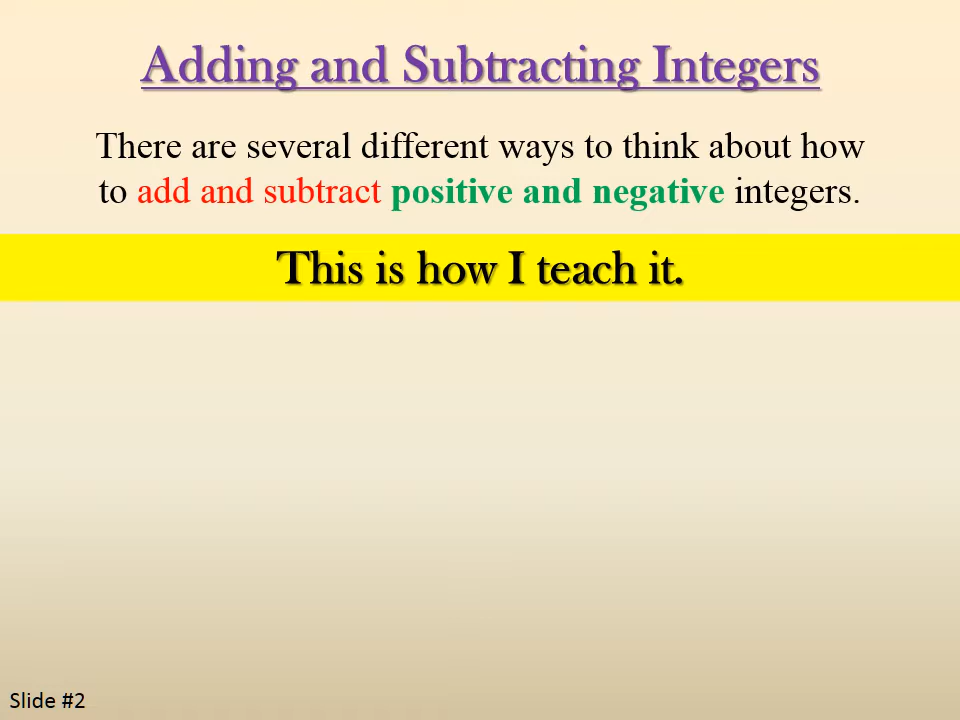 Adding and Subtracting Integers
There are several different ways to think about how
to add and subtract positive and negative integers.
This is how I teach it.
Slide #2